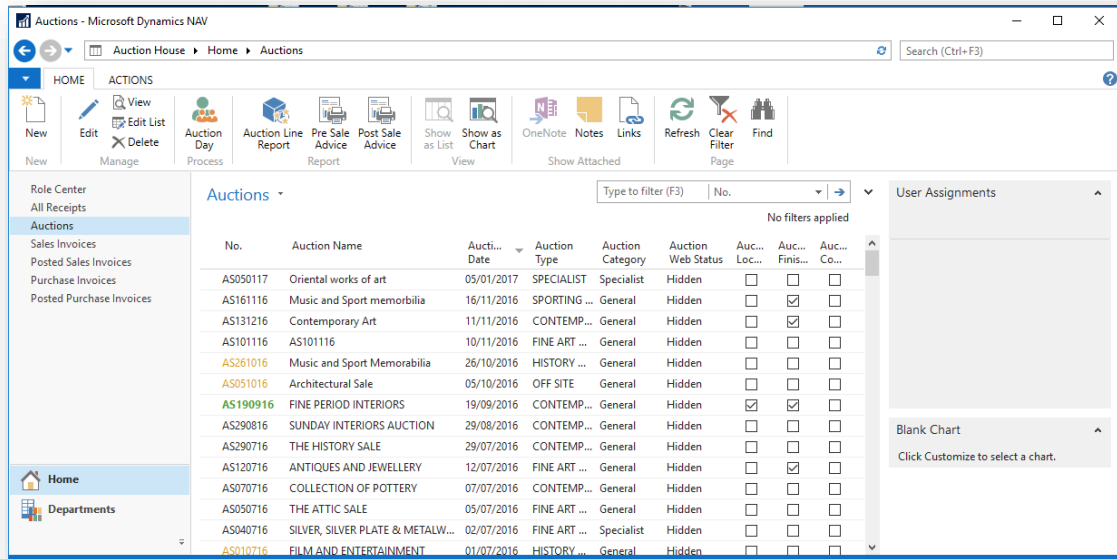 Auctions - Microsoft Dynamics NAV
Auction House Home Auctions
Search (Ctrl+F3)
HOME ACTIONS
New
Edit
View
Edit List
Delete
Auction Day
Auction Line Report
Pre Sale Advice
Post Sale Advice
Show as List
Show as Chart
OneNote
Notes
Links
Refresh
Clear Filter
Find
New Manage Process Report View Show Attached Page
Role Center
All Receipts
Auctions
Sales Invoices
Posted Sales Invoices
Purchase Invoices
Posted Purchase Invoices
Home
Departments
Auctions
Type to filter (F3) No.
No filters applied
No. Auction Name Aucti... Date Auction Type Auction Category Auction Web Status Auc... Loc... Auc... Finis... Auc... Co...
AS050117 Oriental works of art 05/01/2017 SPECIALIST Specialist Hidden
AS161116 Music and Sport memorbilia 16/11/2016 SPORTING ... General Hidden
AS131216 Contemporary Art 11/11/2016 CONTEMP... General Hidden
AS101116 AS101116 10/11/2016 FINE ART ... General Hidden
AS261016 Music and Sport Memorabilia 26/10/2016 HISTORY ... General Hidden
AS051016 Architectural Sale 05/10/2016 OFF SITE General Hidden
AS190916 FINE PERIOD INTERIORS 19/09/2016 CONTEMP... General Hidden
AS290816 SUNDAY INTERIORS AUCTION 29/08/2016 CONTEMP... General Hidden
AS290716 THE HISTORY SALE 29/07/2016 CONTEMP... General Hidden
AS120716 ANTIQUES AND JEWELLERY 12/07/2016 FINE ART ... General Hidden
AS070716 COLLECTION OF POTTERY 07/07/2016 CONTEMP... General Hidden
AS050716 THE ATTIC SALE 05/07/2016 FINE ART ... General Hidden
AS040716 SILVER, SILVER PLATE & METALW... 02/07/2016 FINE ART ... Specialist Hidden
AS010716 FILM AND ENTERTAINMENT 01/07/2016 HISTORY ... General Hidden
User Assignments
Blank Chart
Click Customize to select a chart.